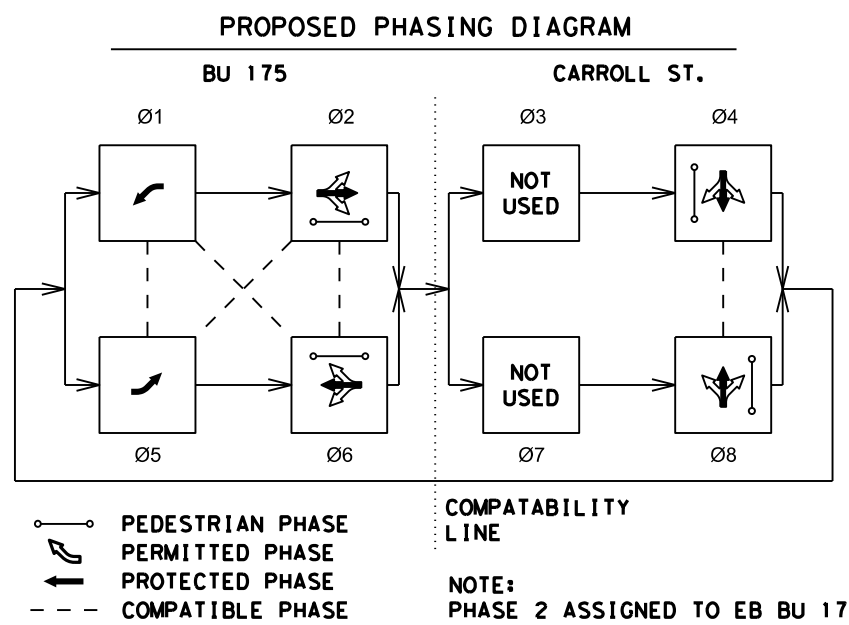 PROPOSED PHASING DIAGRAM
BU 175
CARROLL ST.
Ø1
Ø2
Ø3
Ø4
NOT
USED
NOT
USED
Ø5
Ø6
Ø7
Ø8
COMPATABILITY
LINE
PEDESTRIAN PHASE
PERMITTED PHASE
PROTECTED PHASE
COMPATIBLE PHASE
NOTE:
PHASE 2 ASSIGNED TO EB BU 17